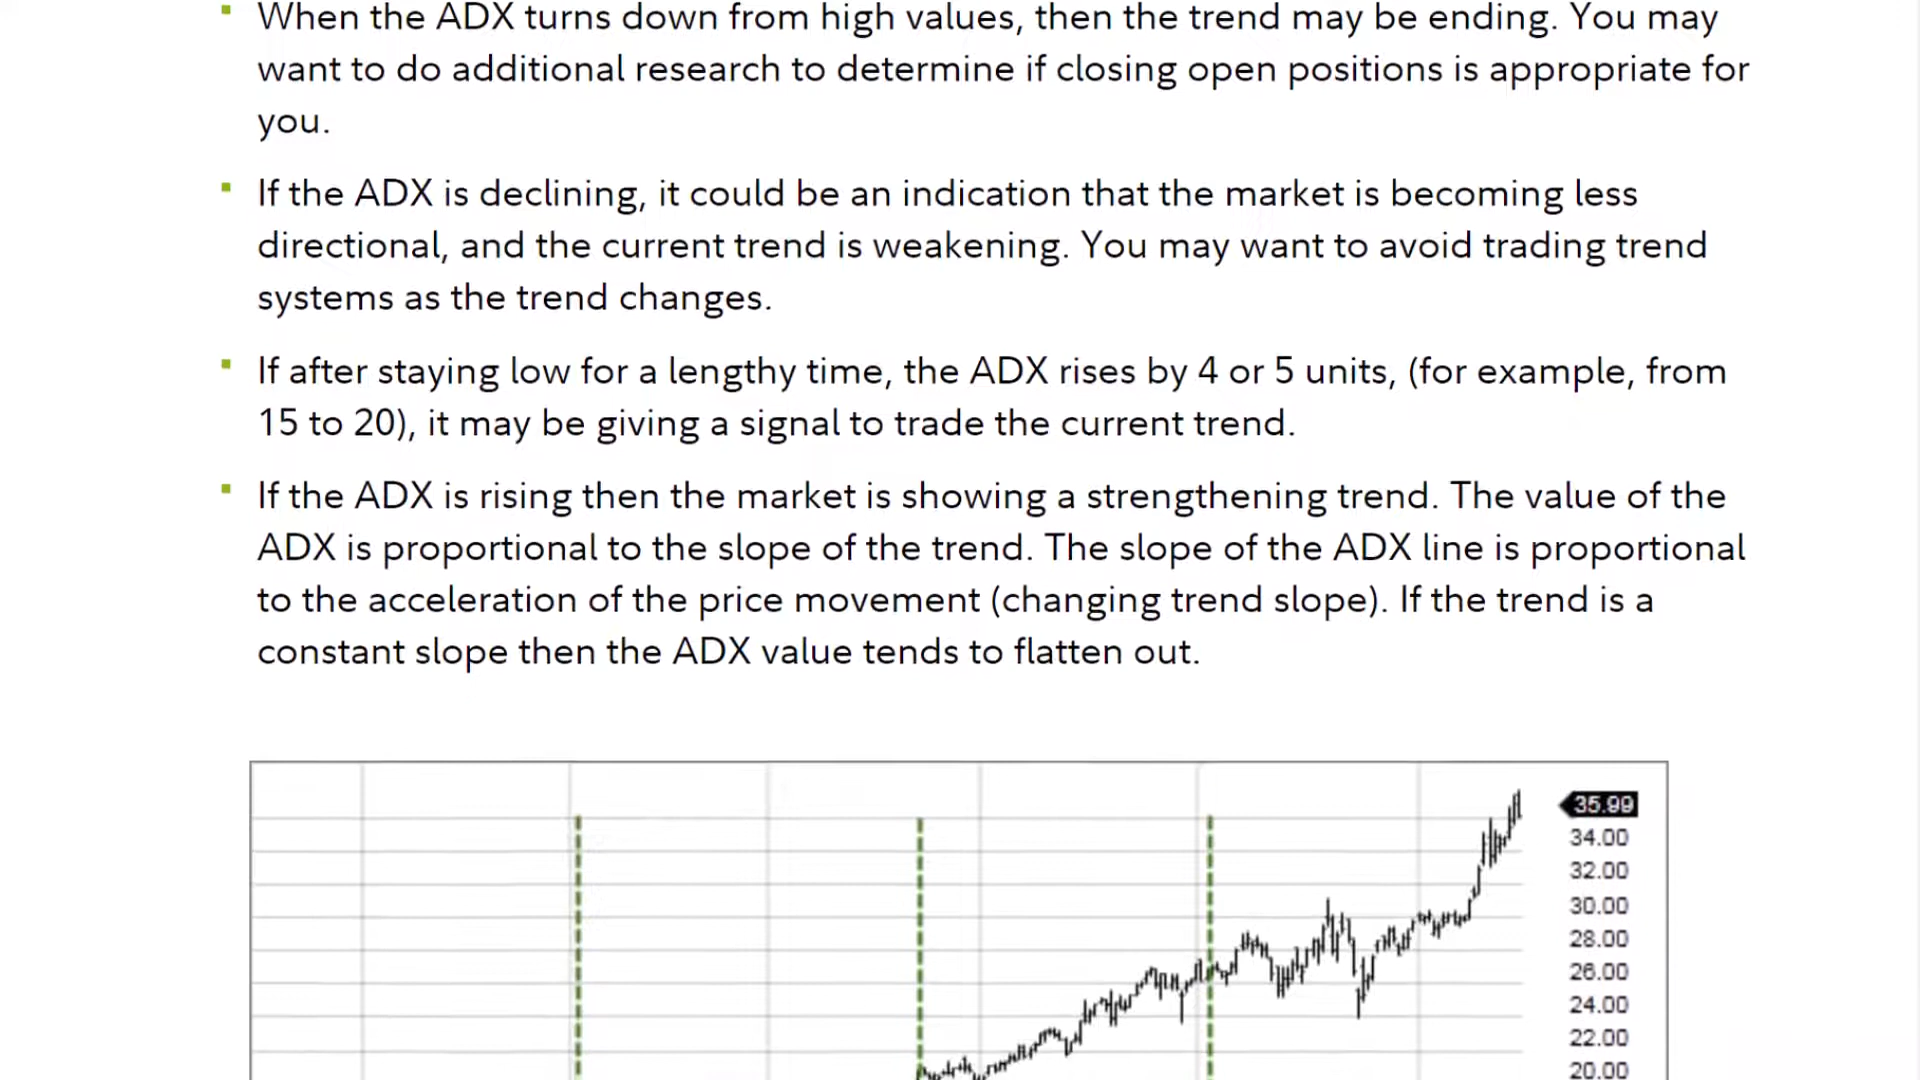 When the ADX turns down from high values, then the trend may be ending. You may
want to do additional research to determine if closing open positions is appropriate for
you.
If the ADX is declining, it could be an indication that the market is becoming less
directional, and the current trend is weakening. You may want to avoid trading trend
systems as the trend changes.
If after staying low for a lengthy time, the ADX rises by 4 or 5 units, (for example, from
15 to 20), it may be giving a signal to trade the current trend.
If the ADX is rising then the market is showing a strengthening trend. The value of the
ADX is proportional to the slope of the trend. The slope of the ADX line is proportional
to the acceleration of the price movement (changing trend slope). If the trend is a
constant slope then the ADX value tends to flatten out.
35.99
34.00
32.00
30.00
28.00
26.00
24.00
22.00
20.00